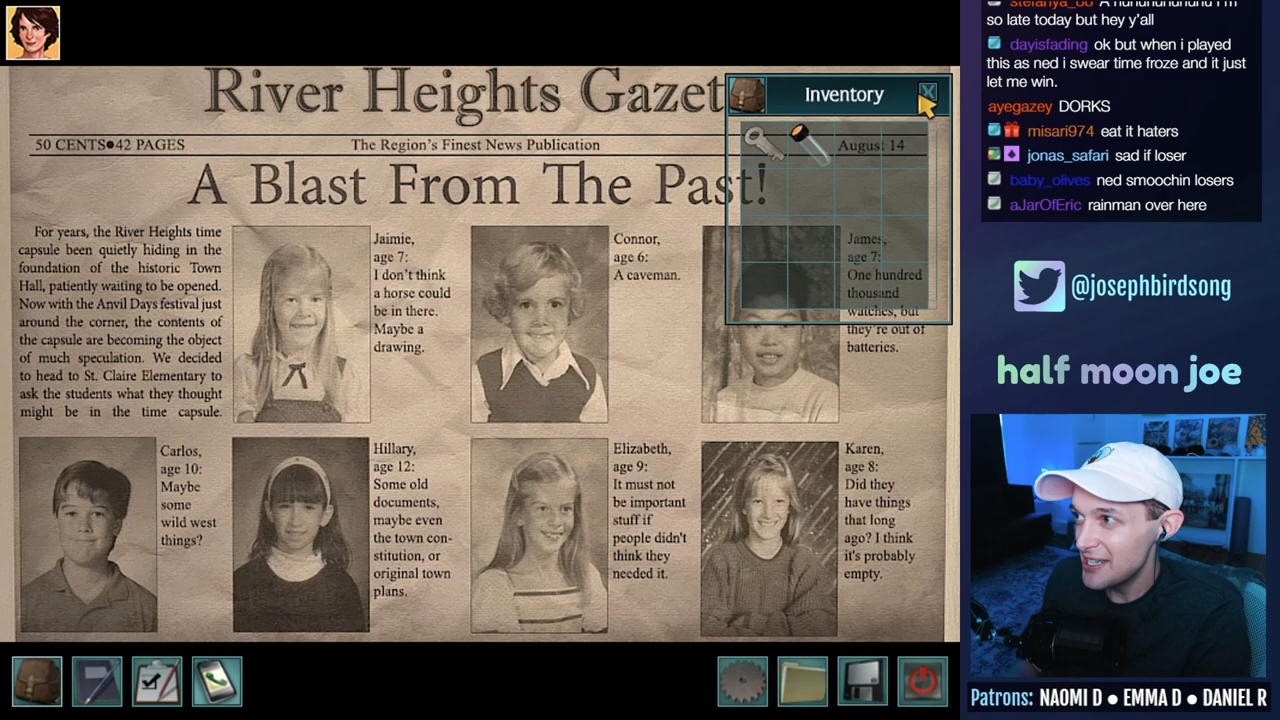 River Heights Gazet
50 CENTS●42 PAGES
The Region's Finest News Publication
August 14
A Blast From The Past!
For years, the River Heights time
capsule been quietly hiding in the
foundation of the historic Town
Hall, patiently waiting to be opened.
Now with the Anvil Days festival just
around the corner, the contents of
the capsule are becoming the object
of much speculation. We decided
to head to St. Claire Elementary to
ask the students what they thought
might be in the time capsule.
Jaimie,
age 7:
I don't think
a horse could
be in there.
Maybe a
drawing.
Connor,
age 6:
A caveman.
James,
age 7:
One hundred
thousand
watches, but
they're out of
batteries.
Carlos,
age 10:
Maybe
some
wild west
things?
Hillary,
age 12:
Some old
documents,
maybe even
the town con-
stitution, or
original town
plans.
Elizabeth,
age 9:
It must not
be important
stuff if
people didn't
think they
needed it.
Karen,
age 8:
Did they
have things
that long
ago? I think
it's probably
empty.
Inventory
X
so late today but hey y'all
dayisfading ok but when i played
this as ned i swear time froze and it just
let me win.
ayegazey DORKS
misari974 eat it haters
jonas_safari sad if loser
baby_olives ned smoochin losers
aJarOfEric rainman over here
@josephbirdsong
half moon joe
Patrons: NAOMI D ● EMMA D ● DANIEL R